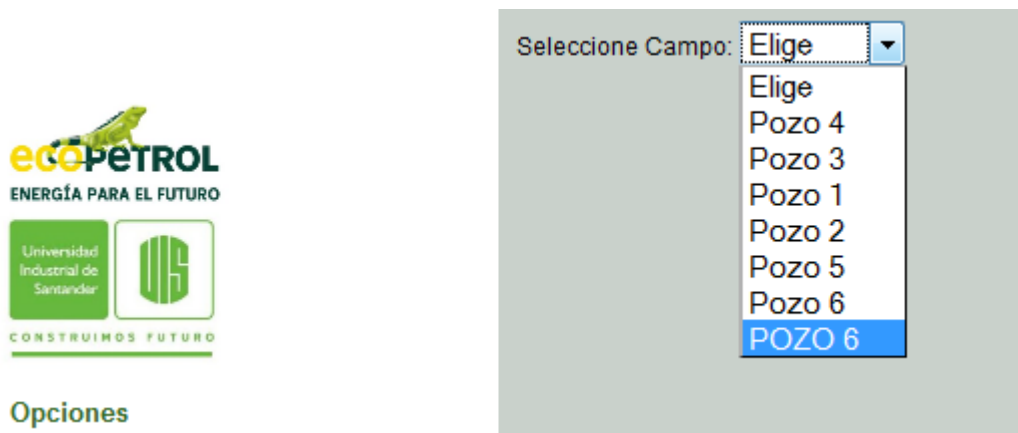 ecoPeTROL
ENERGÍA PARA EL FUTURO
Universidad
Industrial de
Santander
UIS
CONSTRUIMOS FUTURO
Opciones
Seleccione Campo: Elige
Elige
Pozo 4
Pozo 3
Pozo 1
Pozo 2
Pozo 5
Pozo 6
POZO 6